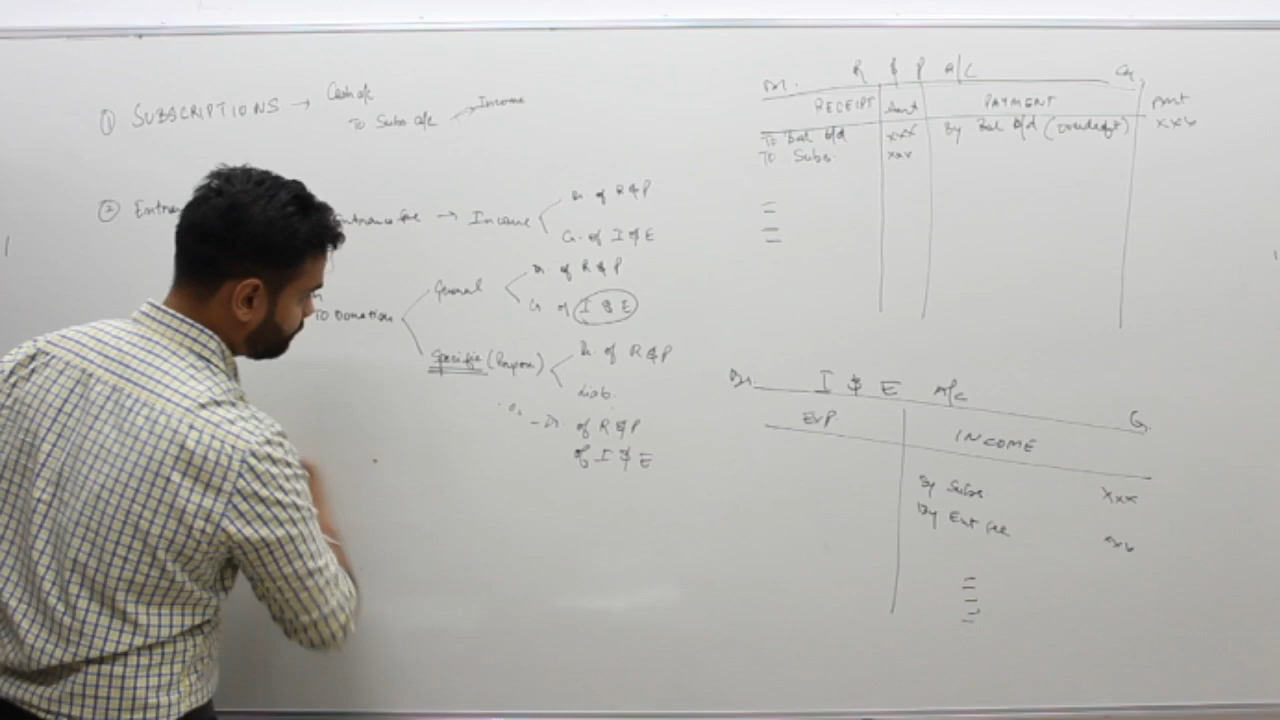 ① SUBSCRIPTIONS → Cash a/c
To Subs a/c → Income
② Entran
Entrance fee → Income
Dr. of R & P
Cr. of I & E
TO Donation
General
Dr. of R & P
Cr of I & E
Specific (Purpose)
Dr. of R & P
Liab.
- Dr. of R & P
of I & E
Dr. R & P A/C Cr.
RECEIPT Amt PAYMENT Amt
To Bal b/d xxx By Bal b/d (overdraft) xxx
To Subs. xxx
Dr. I & E A/c Cr.
EXP INCOME
By Subs xxx
By Ent fee xxx